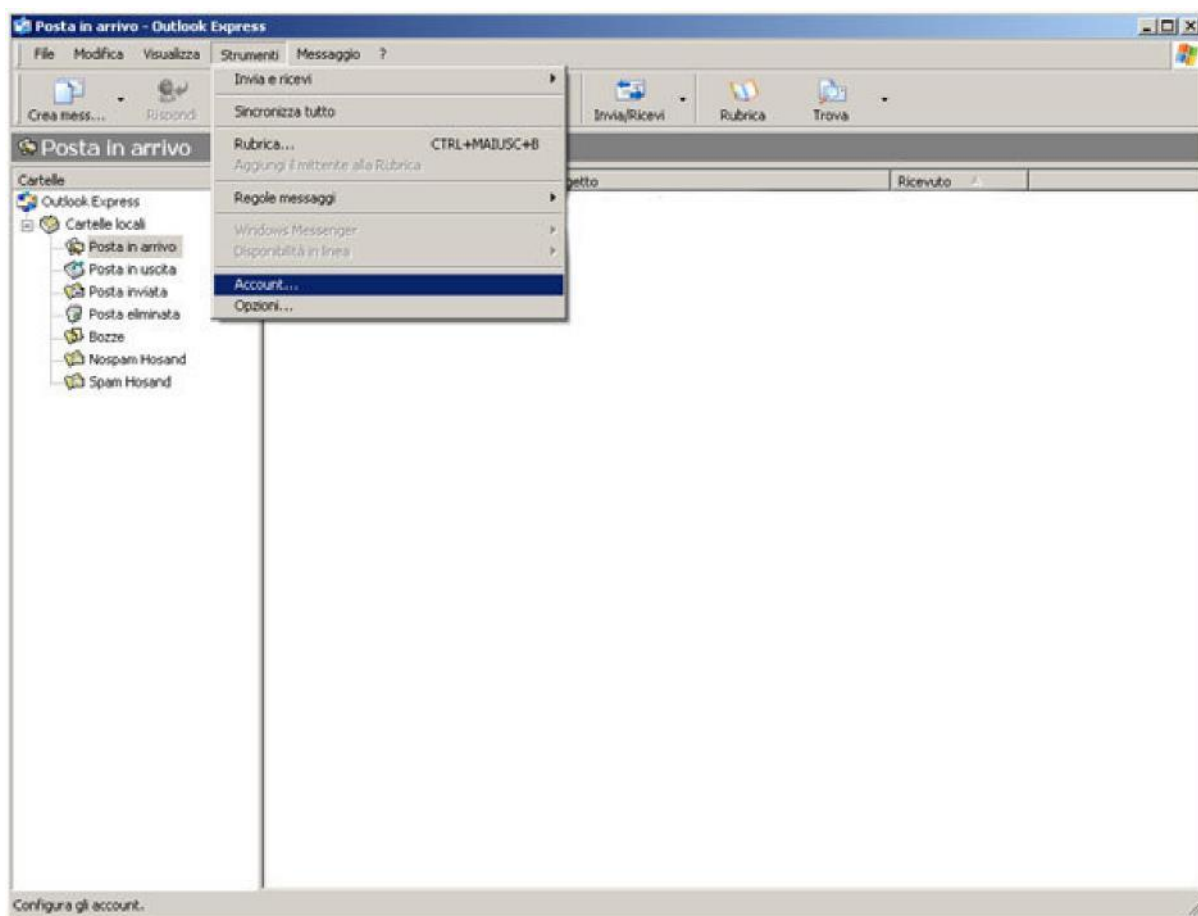 Posta in arrivo - Outlook Express
File Modifica Visualizza Strumenti Messaggio ?
Crea mess... Rispondi Invia/Ricevi Rubrica Trova
Posta in arrivo
Invia e ricevi
Sincronizza tutto
Rubrica... CTRL+MAIUSC+B
Aggiungi il mittente alla Rubrica
Regole messaggi
Windows Messenger
Disponibilità in linea
Account...
Opzioni...
Cartelle getto Ricevuto
Outlook Express
Cartelle locali
Posta in arrivo
Posta in uscita
Posta inviata
Posta eliminata
Bozze
Nospam Hosand
Spam Hosand
Configura gli account.